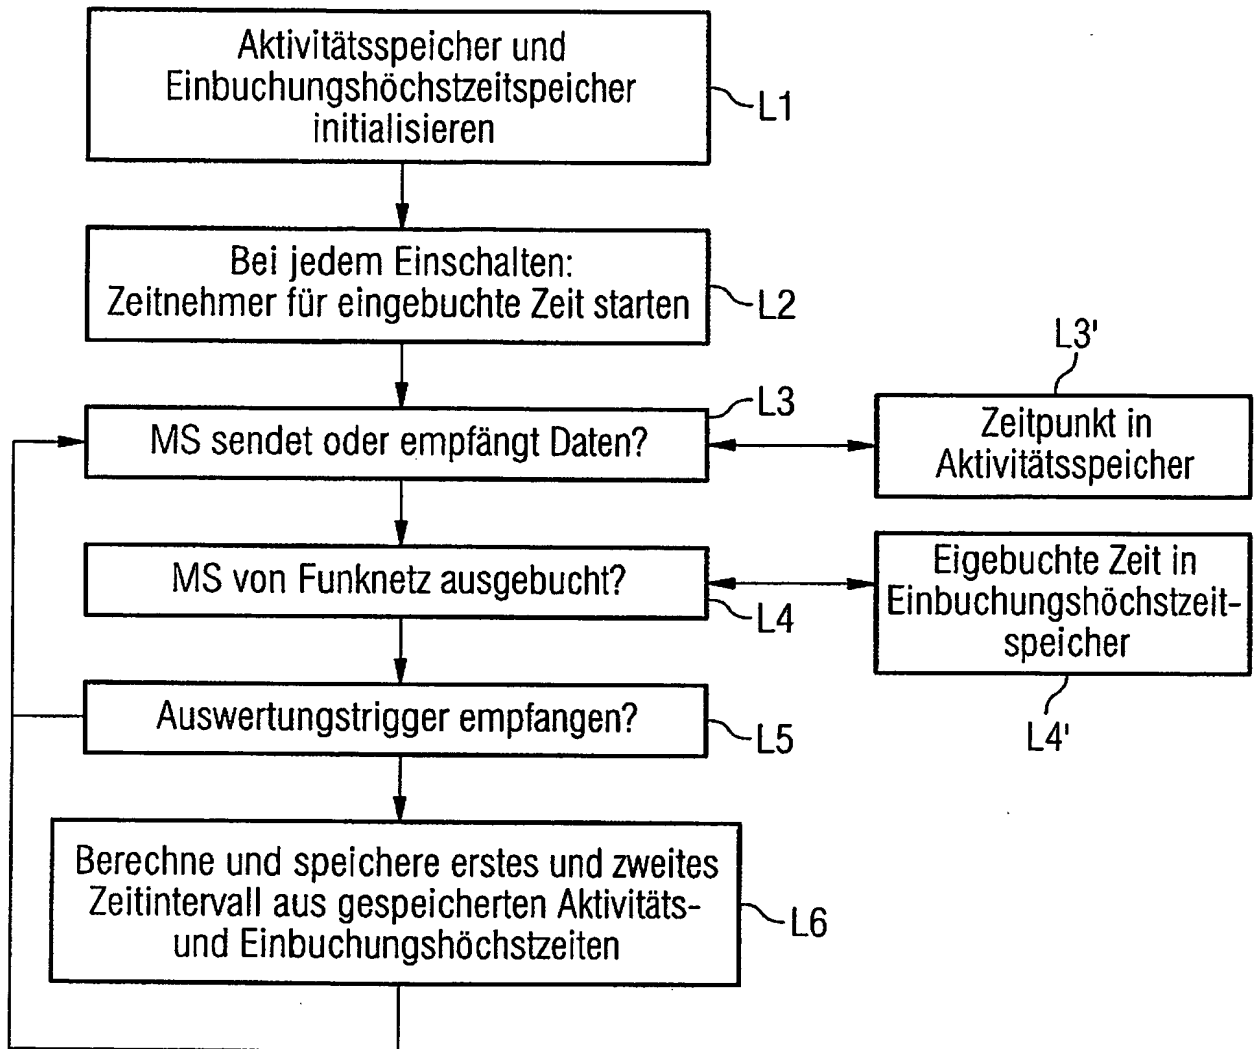 Aktivitätsspeicher und
Einbuchungshöchstzeitspeicher
initialisieren
L1
Bei jedem Einschalten:
Zeitnehmer für eingebuchte Zeit starten
L2
L3
MS sendet oder empfängt Daten?
L3'
Zeitpunkt in
Aktivitätsspeicher
MS von Funknetz ausgebucht?
L4
Eigebuchte Zeit in
Einbuchungshöchstzeit-
speicher
L4'
Auswertungstrigger empfangen?
L5
Berechne und speichere erstes und zweites
Zeitintervall aus gespeicherten Aktivitäts-
und Einbuchungshöchstzeiten
L6